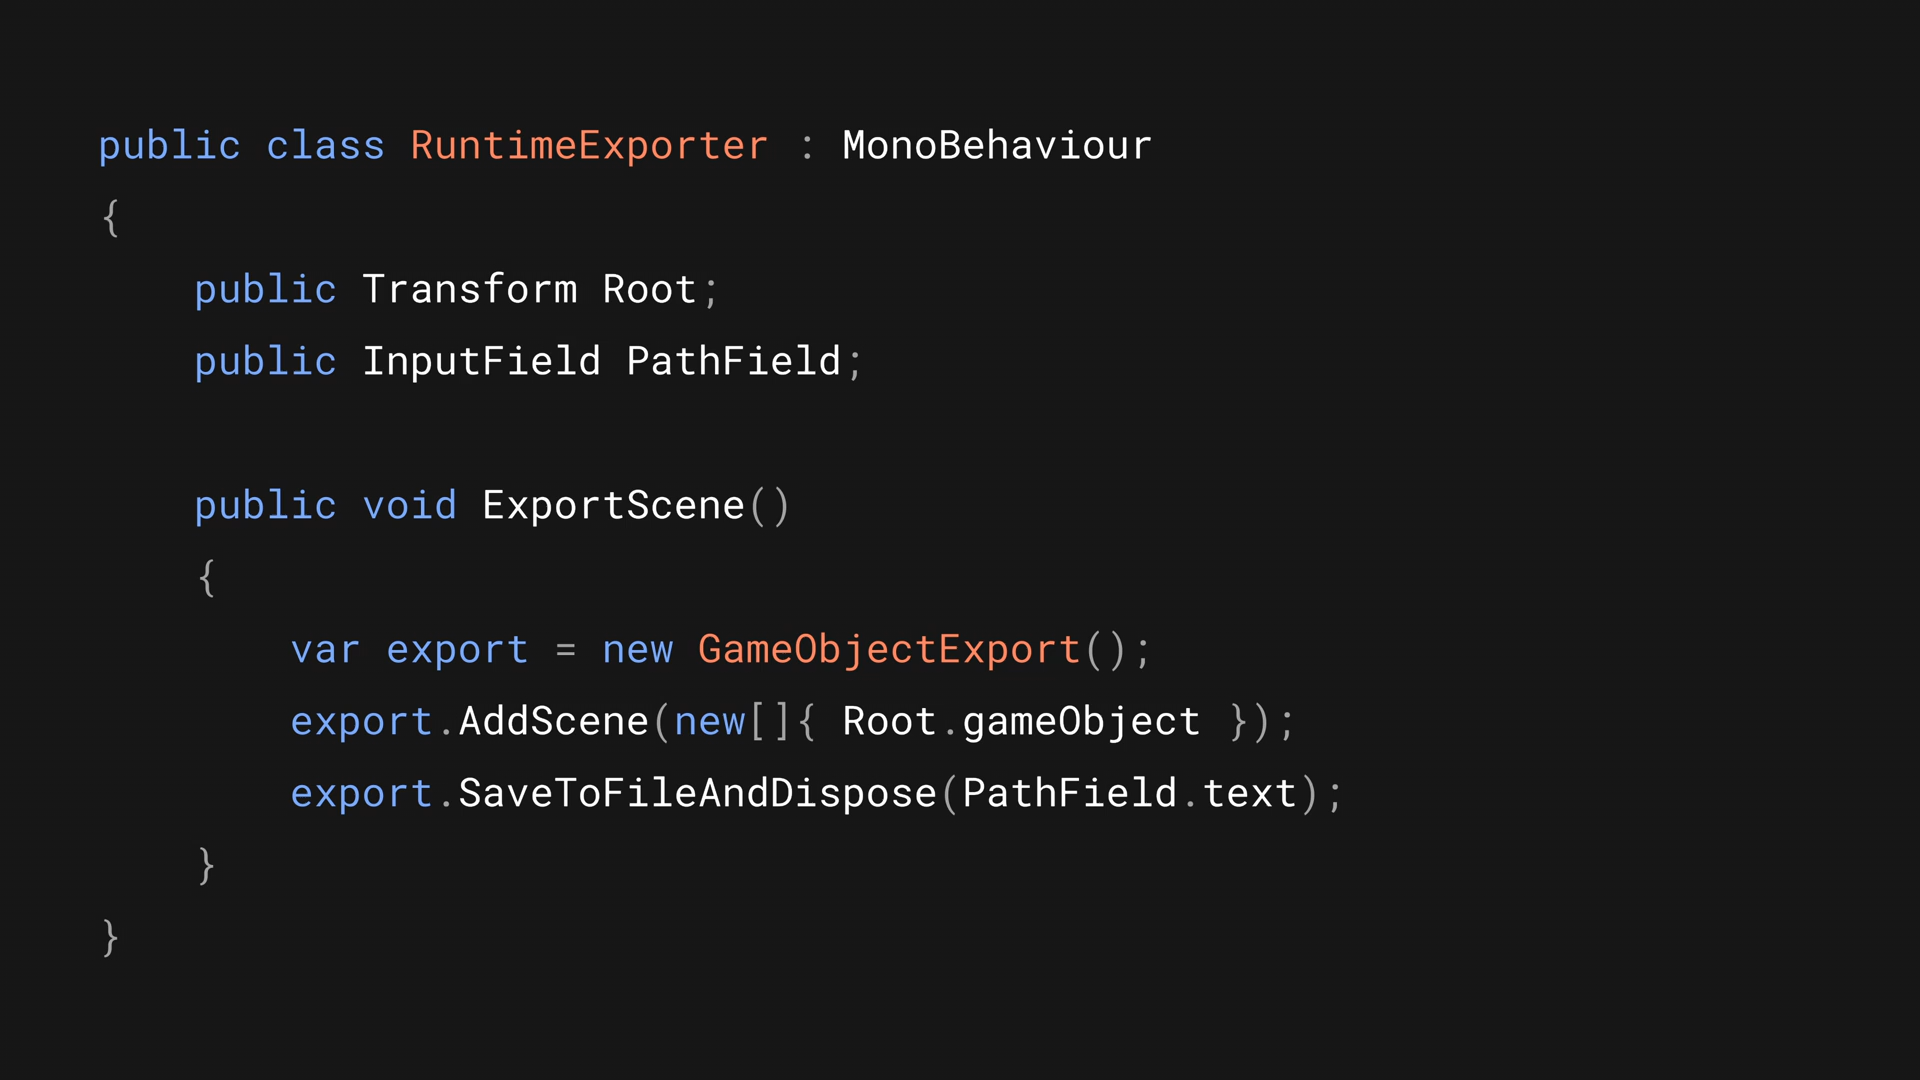 public class RuntimeExporter : MonoBehaviour
{
    public Transform Root;
    public InputField PathField;

    public void ExportScene()
    {
        var export = new GameObjectExport();
        export.AddScene(new[]{ Root.gameObject });
        export.SaveToFileAndDispose(PathField.text);
    }
}